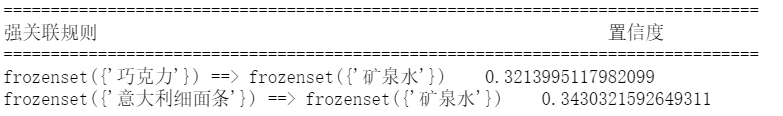 ================================================================================
强关联规则 置信度
================================================================================
frozenset({'巧克力'}) ==> frozenset({'矿泉水'}) 0.3213995117982099
frozenset({'意大利细面条'}) ==> frozenset({'矿泉水'}) 0.3430321592649311